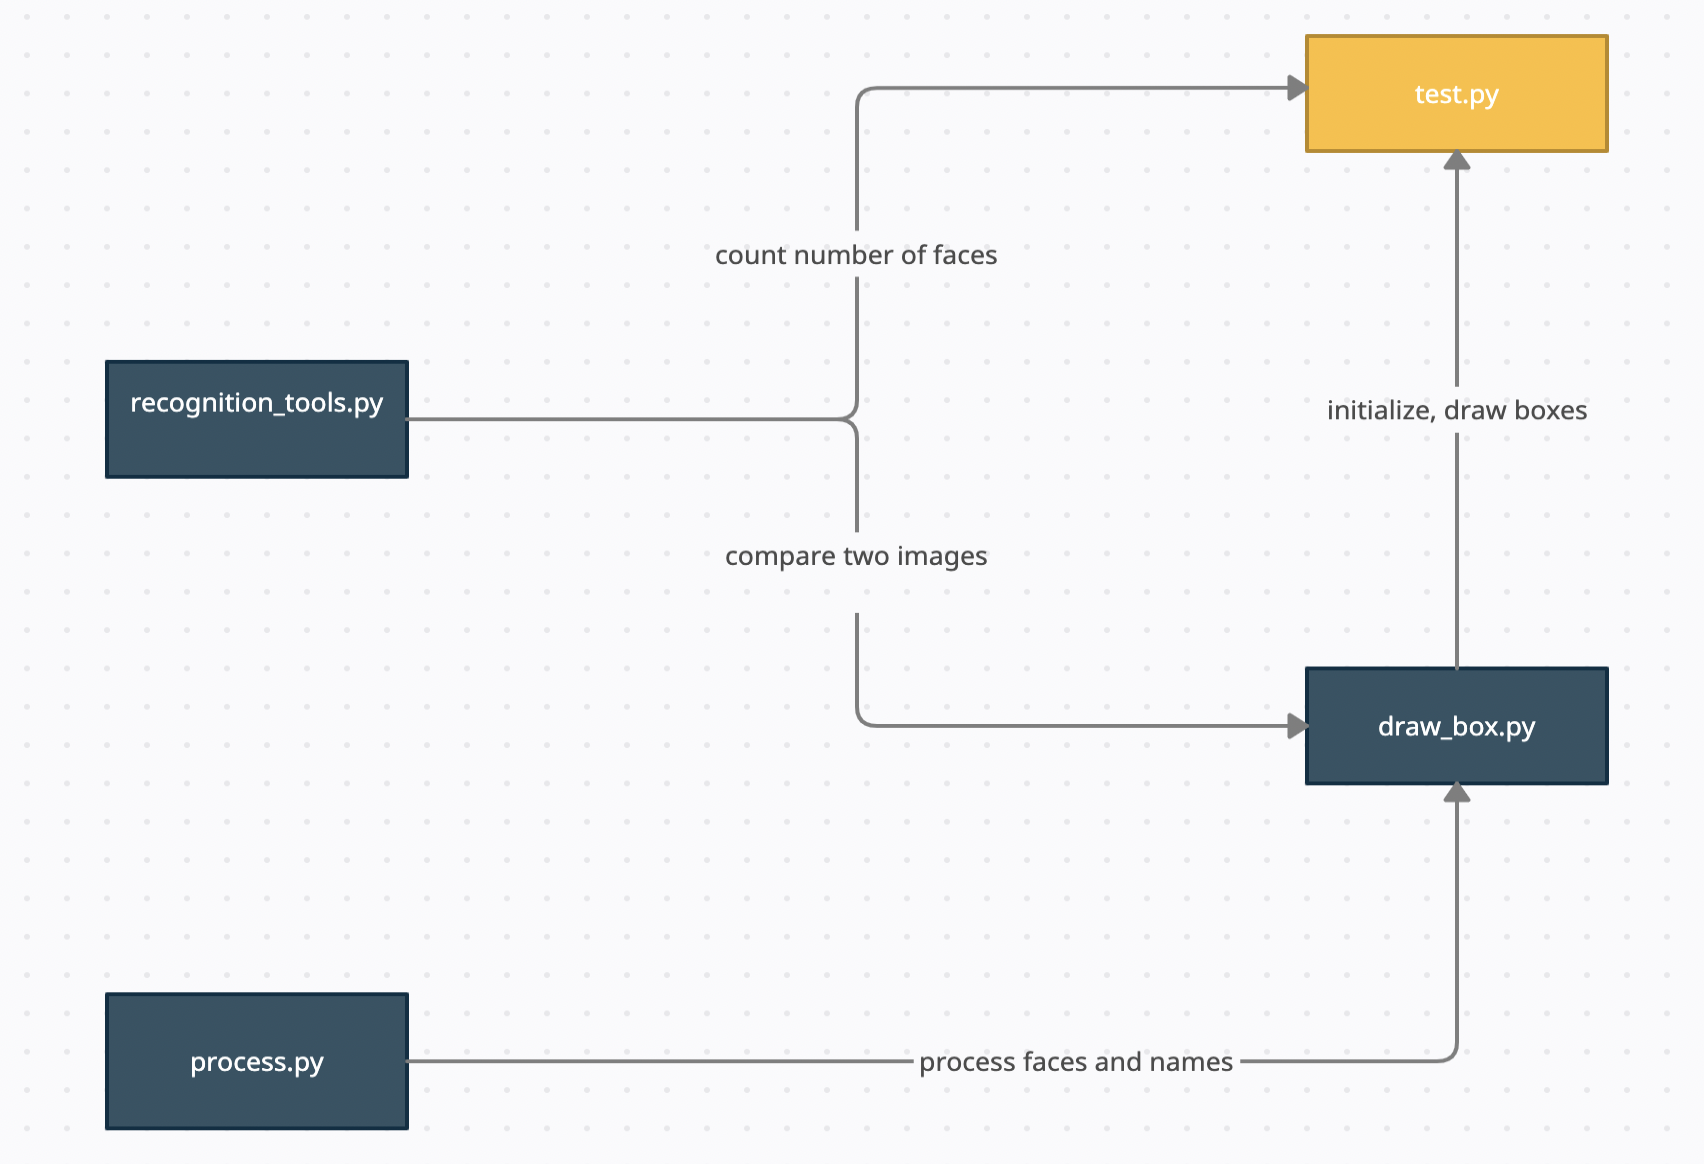 test.py
count number of faces
recognition_tools.py
initialize, draw boxes
compare two images
draw_box.py
process.py
process faces and names